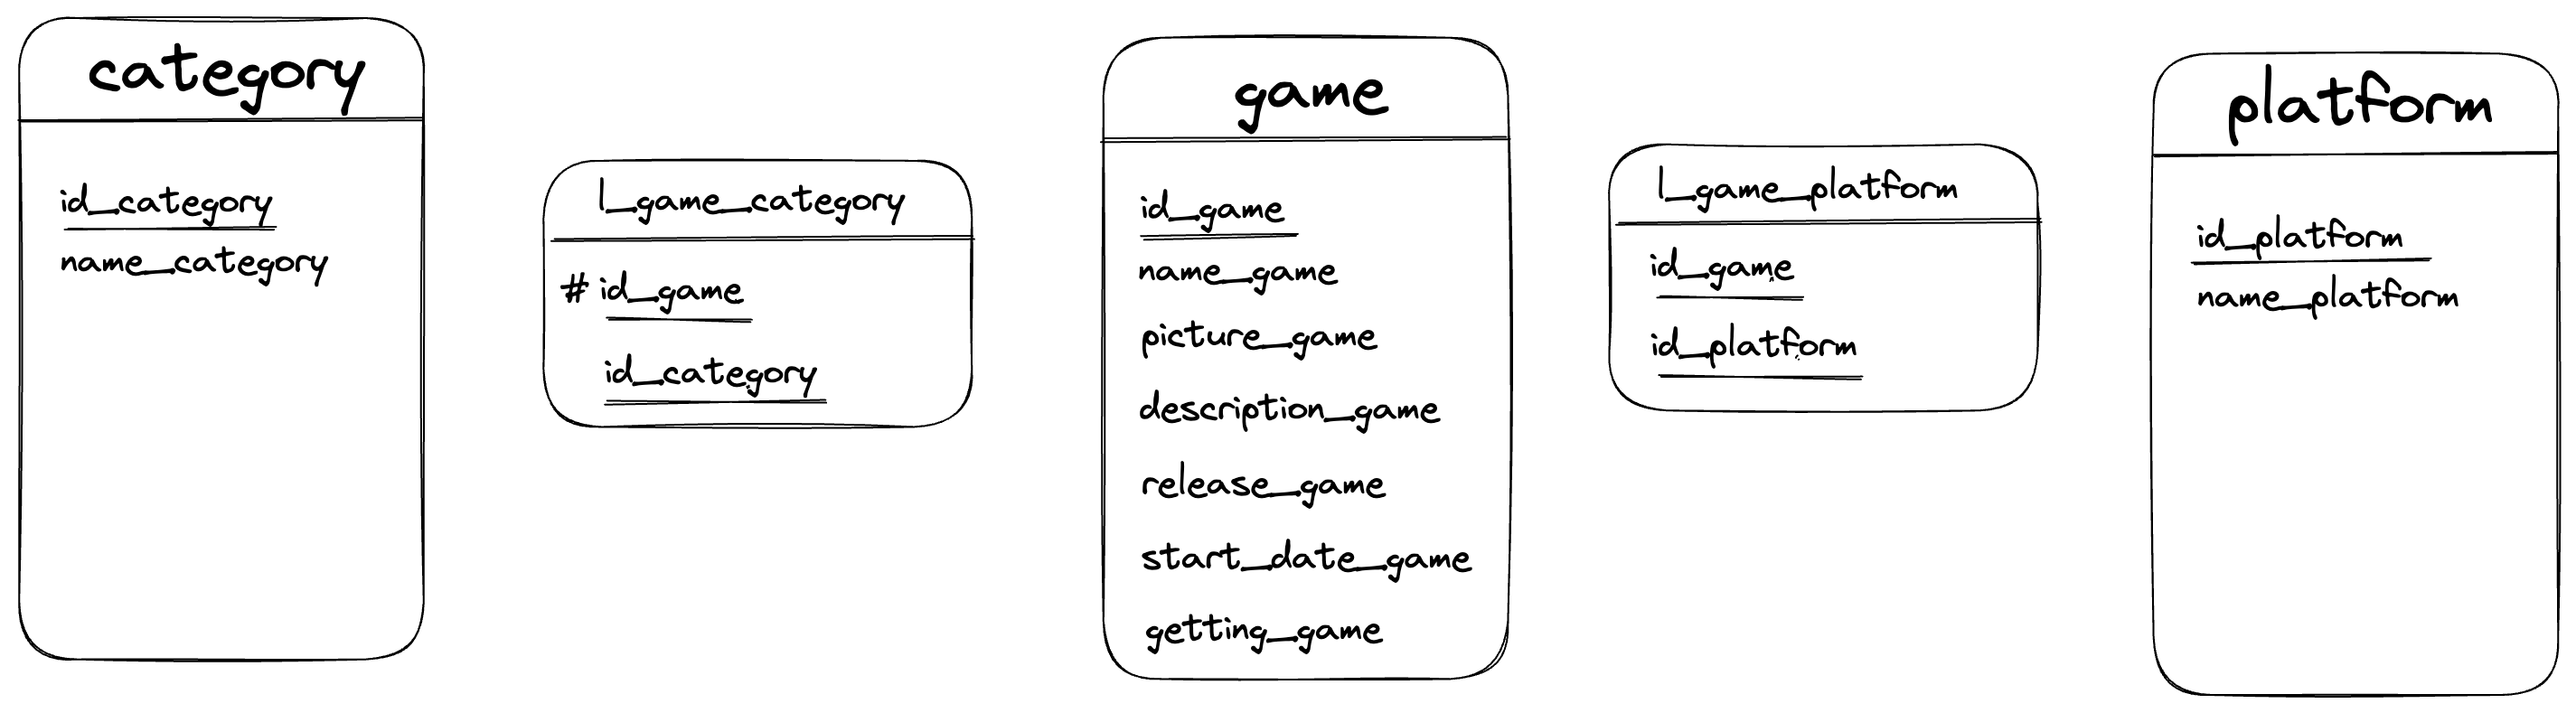 category
id_category
name_category
l_game_category
# id_game
id_category
game
id_game
name_game
picture_game
description_game
release_game
start_date_game
getting_game
l_game_platform
id_game
id_platform
platform
id_platform
name_platform